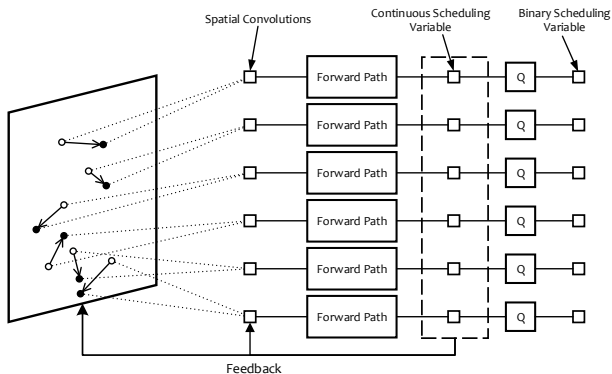 Spatial Convolutions
Continuous Scheduling
Variable
Binary Scheduling
Variable
Forward Path
Q
Forward Path
Q
Forward Path
Q
Forward Path
Q
Forward Path
Q
Forward Path
Q
Feedback